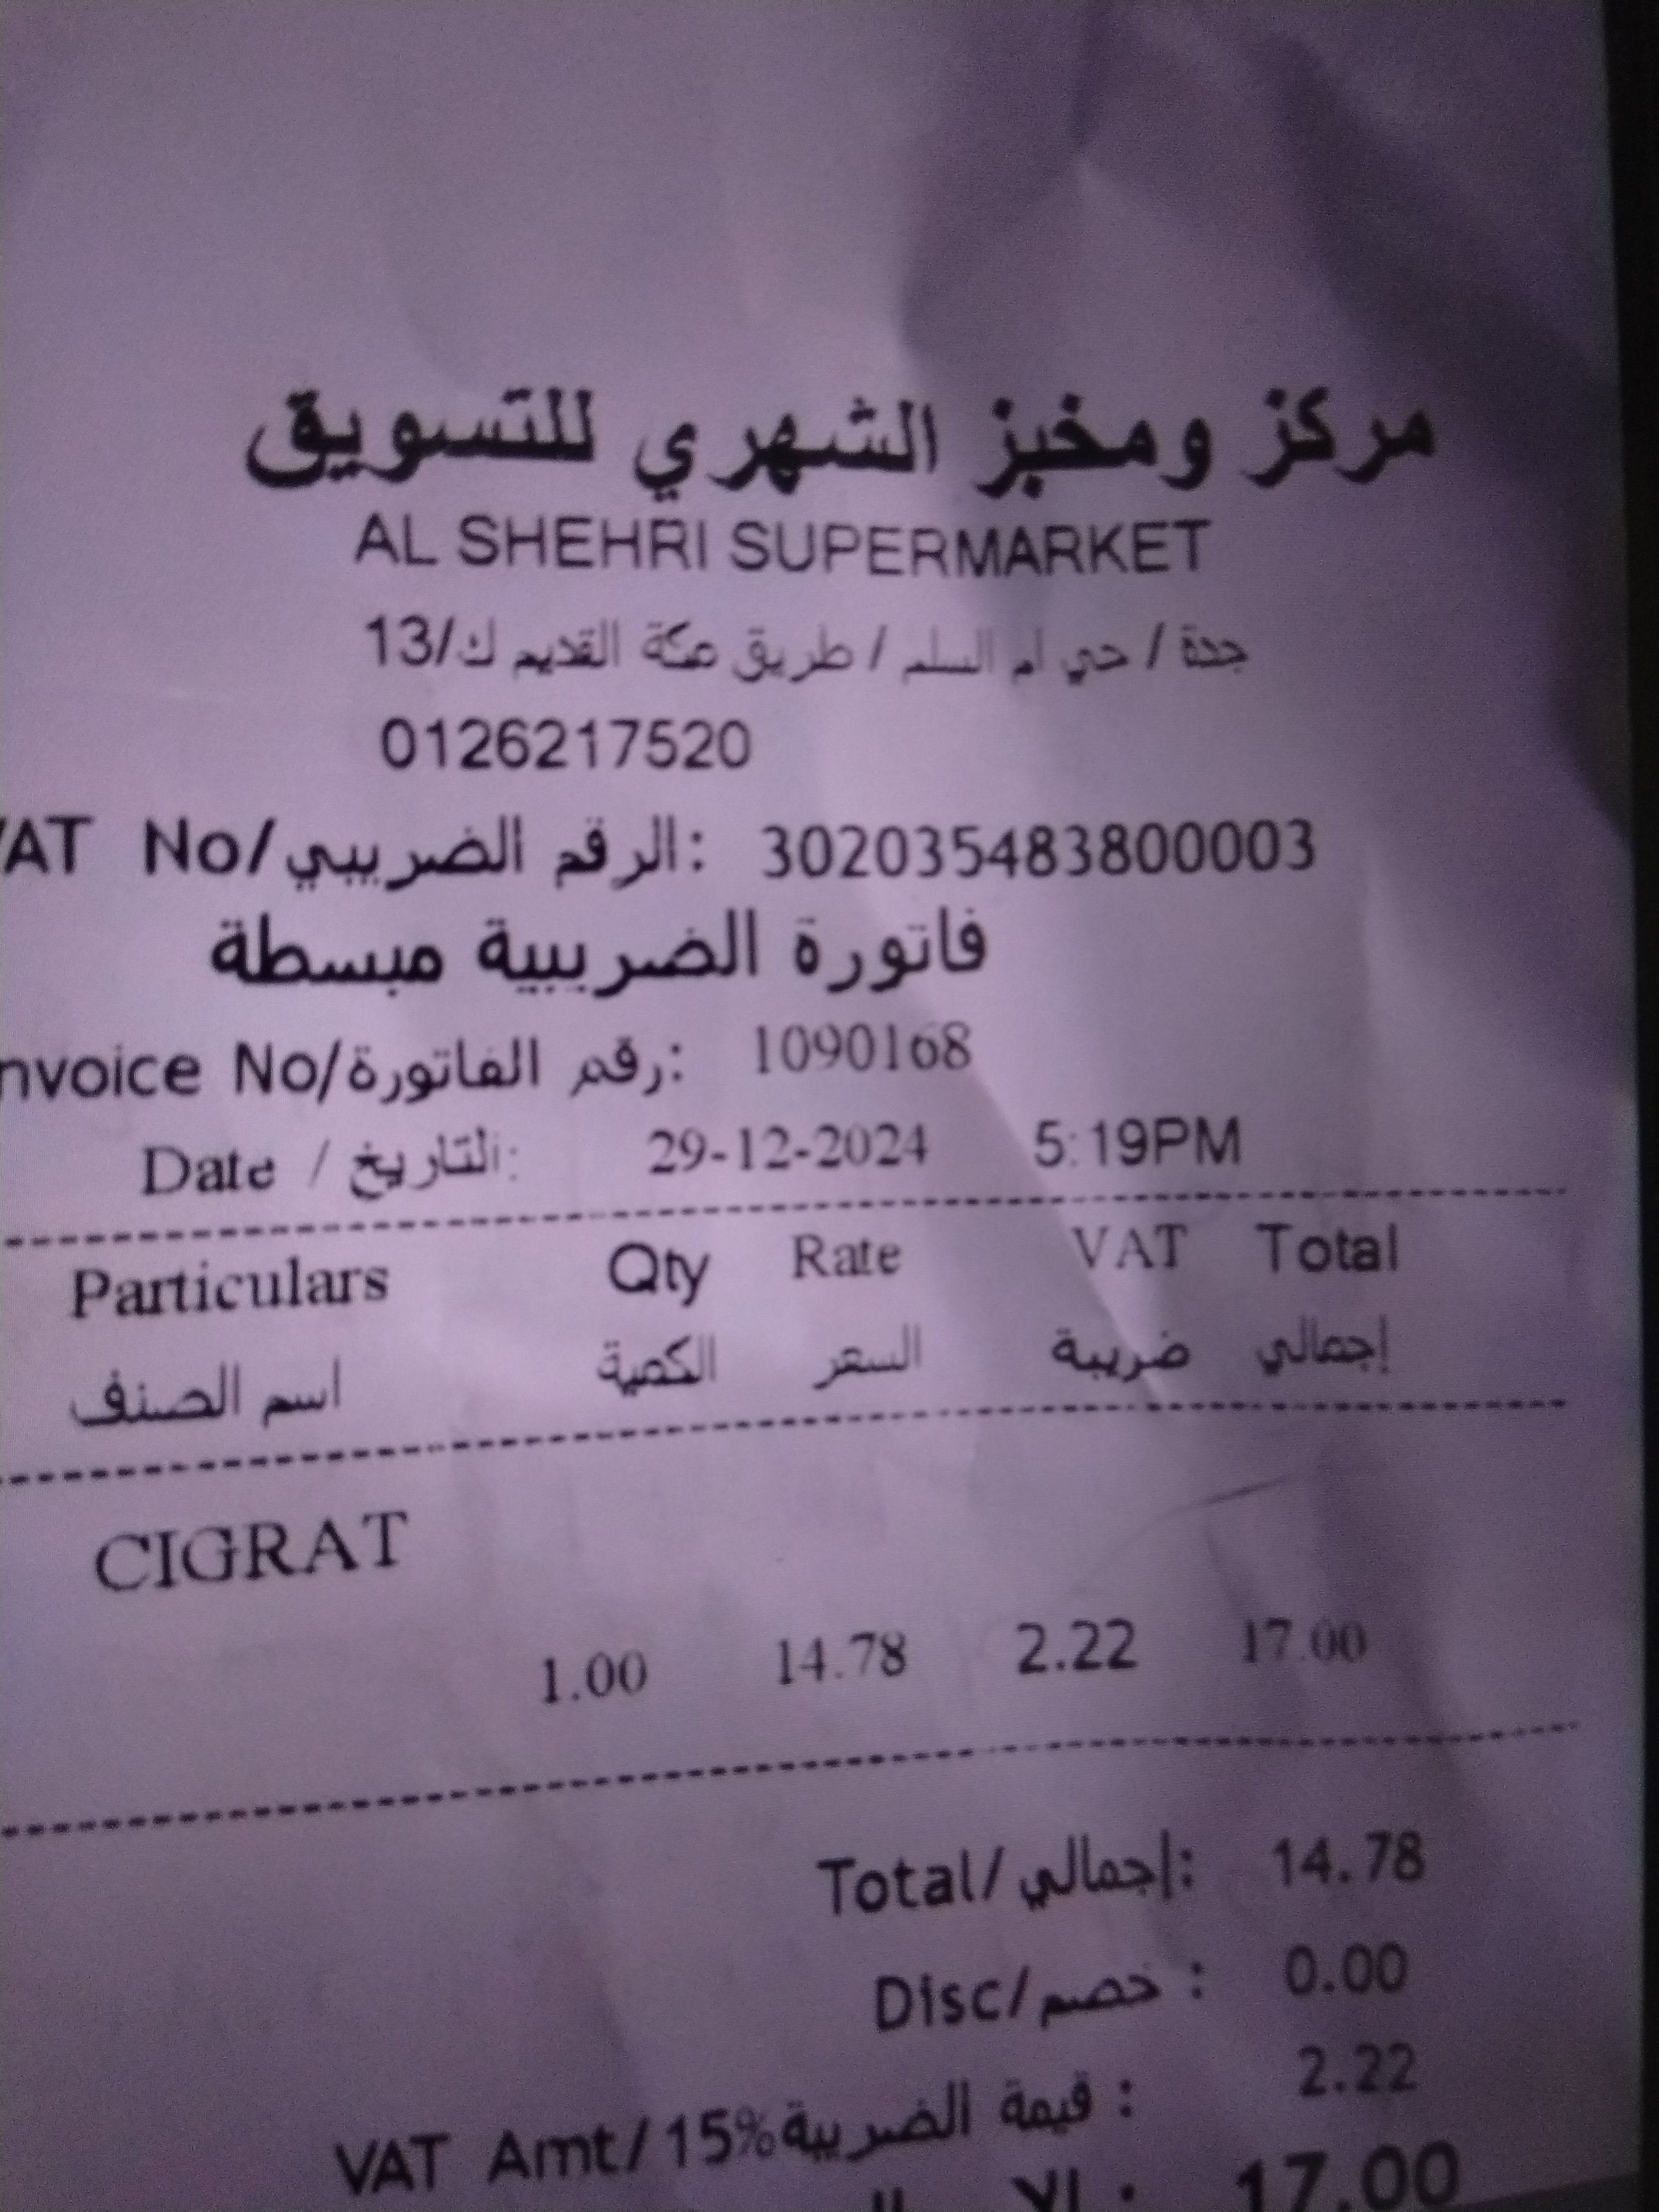 مركز ومخبز الشهري للتسويق
AL SHEHRI SUPERMARKET
جدة / حي ام السلم / طريق مكة القديم ك/13
0126217520
VAT No/الرقم الضريبي: 302035483800003
فاتورة الضريبية مبسطة
nvoice No/رقم الفاتورة: 1090168
Date / التاريخ: 29-12-2024 5:19PM
Particulars Qty Rate VAT Total
اسم الصنف الكمية السعر ضريبة إجمالي
CIGRAT
1.00 14.78 2.22 17.00
Total/إجمالي: 14.78
Disc/خصم : 0.00
VAT Amt/15%قيمة الضريبة : 2.22
17.00